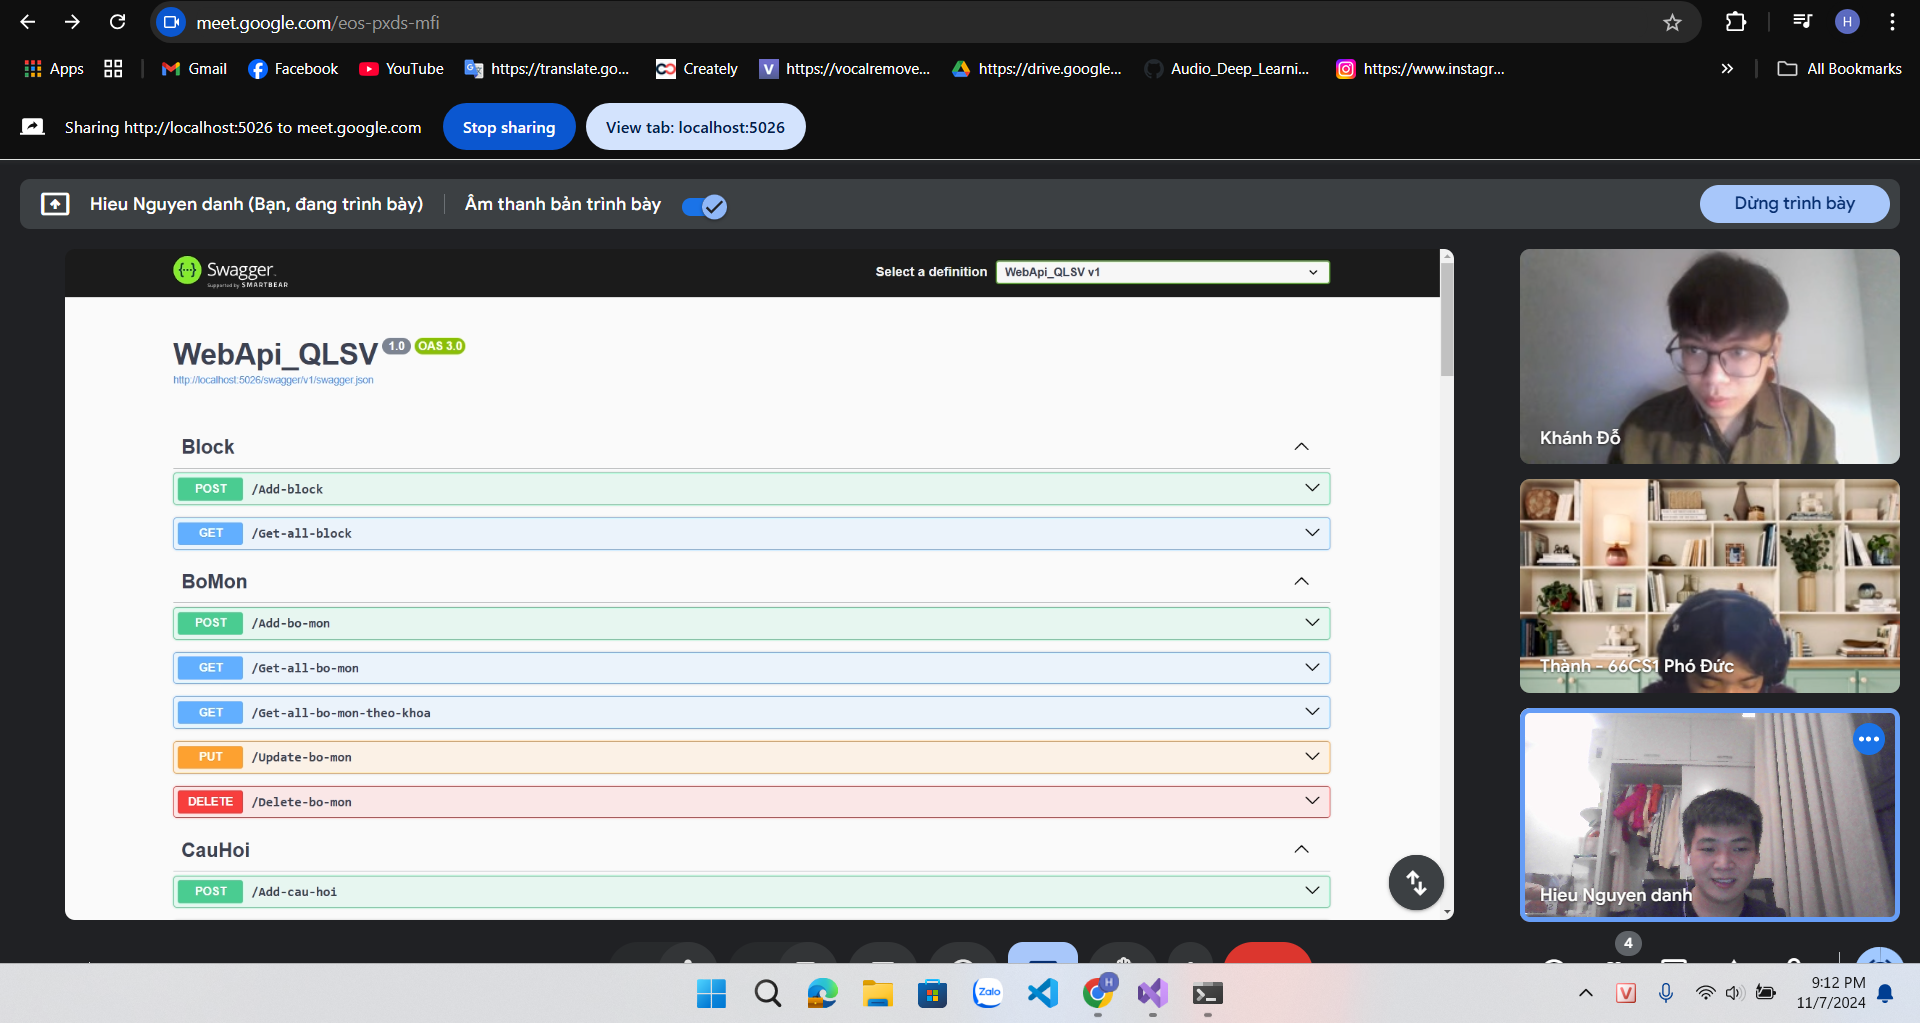 meet.google.com/eos-pxds-mfi
H
Apps
Gmail
Facebook
YouTube
https://translate.go...
Creately
V
https://vocalremove...
https://drive.google...
Audio_Deep_Learni...
https://www.instagr...
All Bookmarks
Sharing http://localhost:5026 to meet.google.com
Stop sharing
View tab: localhost:5026
Hieu Nguyen danh (Bạn, đang trình bày)
Âm thanh bản trình bày
Dừng trình bày
Swagger.
Supported by SMARTBEAR
Select a definition
WebApi_QLSV v1
WebApi_QLSV 1.0 OAS 3.0
http://localhost:5026/swagger/v1/swagger.json
Block
POST /Add-block
GET /Get-all-block
BoMon
POST /Add-bo-mon
GET /Get-all-bo-mon
GET /Get-all-bo-mon-theo-khoa
PUT /Update-bo-mon
DELETE /Delete-bo-mon
CauHoi
POST /Add-cau-hoi
Khánh Đỗ
Thành - 66CS1 Phó Đức
Hieu Nguyen danh
4
Zalo
H
V
9:12 PM
11/7/2024